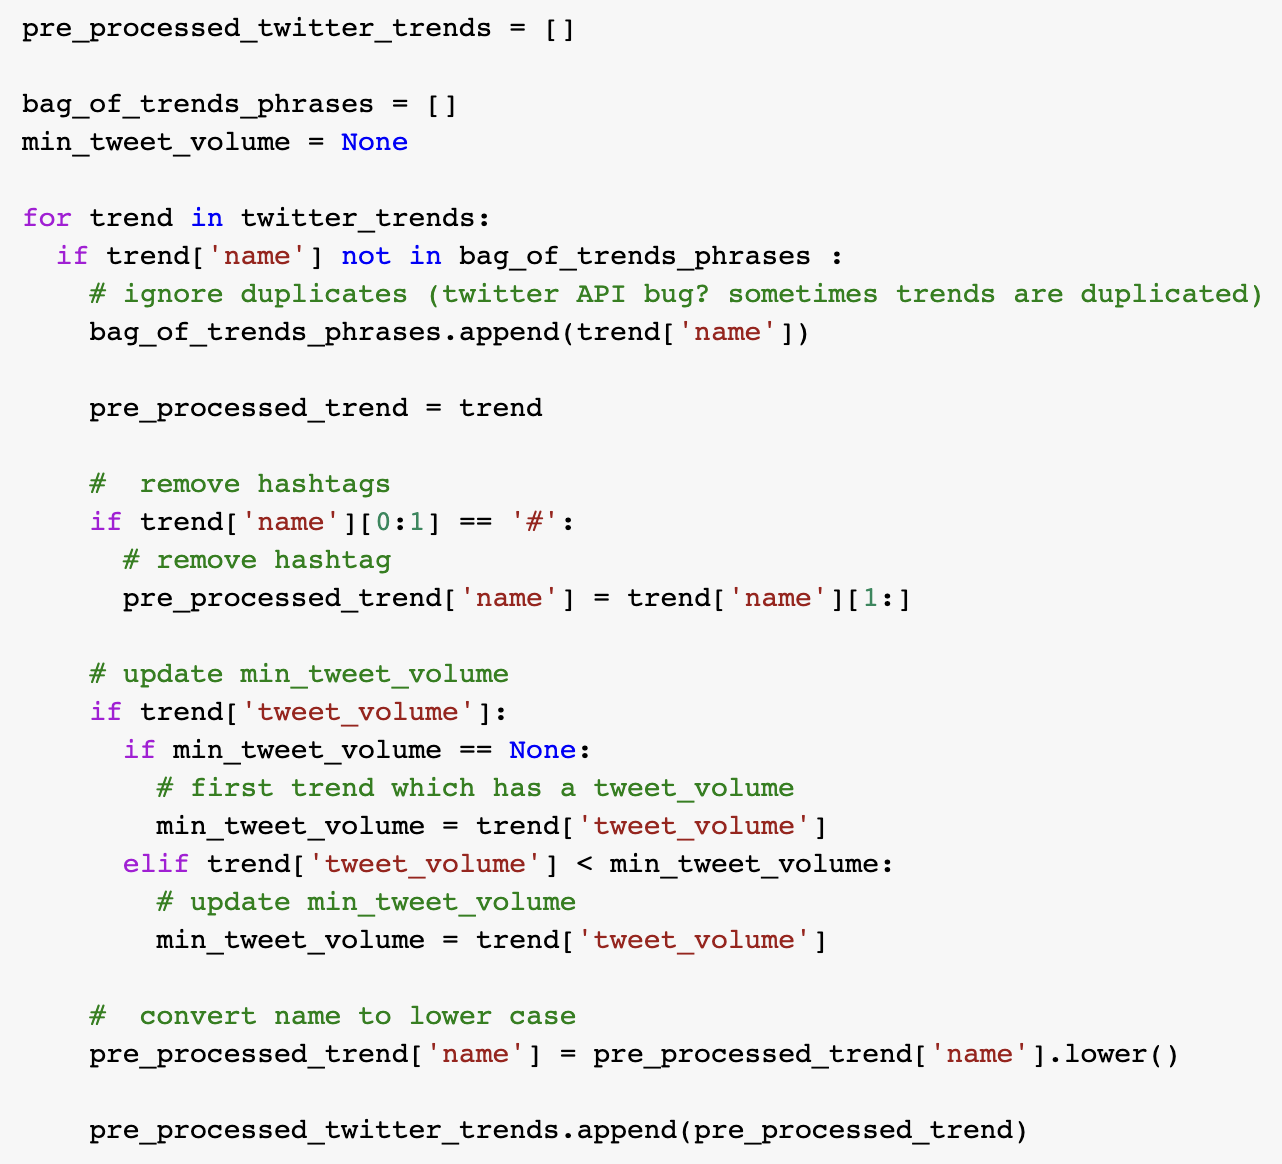 pre_processed_twitter_trends = []

bag_of_trends_phrases = []
min_tweet_volume = None

for trend in twitter_trends:
  if trend['name'] not in bag_of_trends_phrases :
    # ignore duplicates (twitter API bug? sometimes trends are duplicated)
    bag_of_trends_phrases.append(trend['name'])

    pre_processed_trend = trend

    #  remove hashtags
    if trend['name'][0:1] == '#':
      # remove hashtag
      pre_processed_trend['name'] = trend['name'][1:]

    # update min_tweet_volume
    if trend['tweet_volume']:
      if min_tweet_volume == None:
        # first trend which has a tweet_volume
        min_tweet_volume = trend['tweet_volume']
      elif trend['tweet_volume'] < min_tweet_volume:
        # update min_tweet_volume
        min_tweet_volume = trend['tweet_volume']

    #  convert name to lower case
    pre_processed_trend['name'] = pre_processed_trend['name'].lower()

    pre_processed_twitter_trends.append(pre_processed_trend)